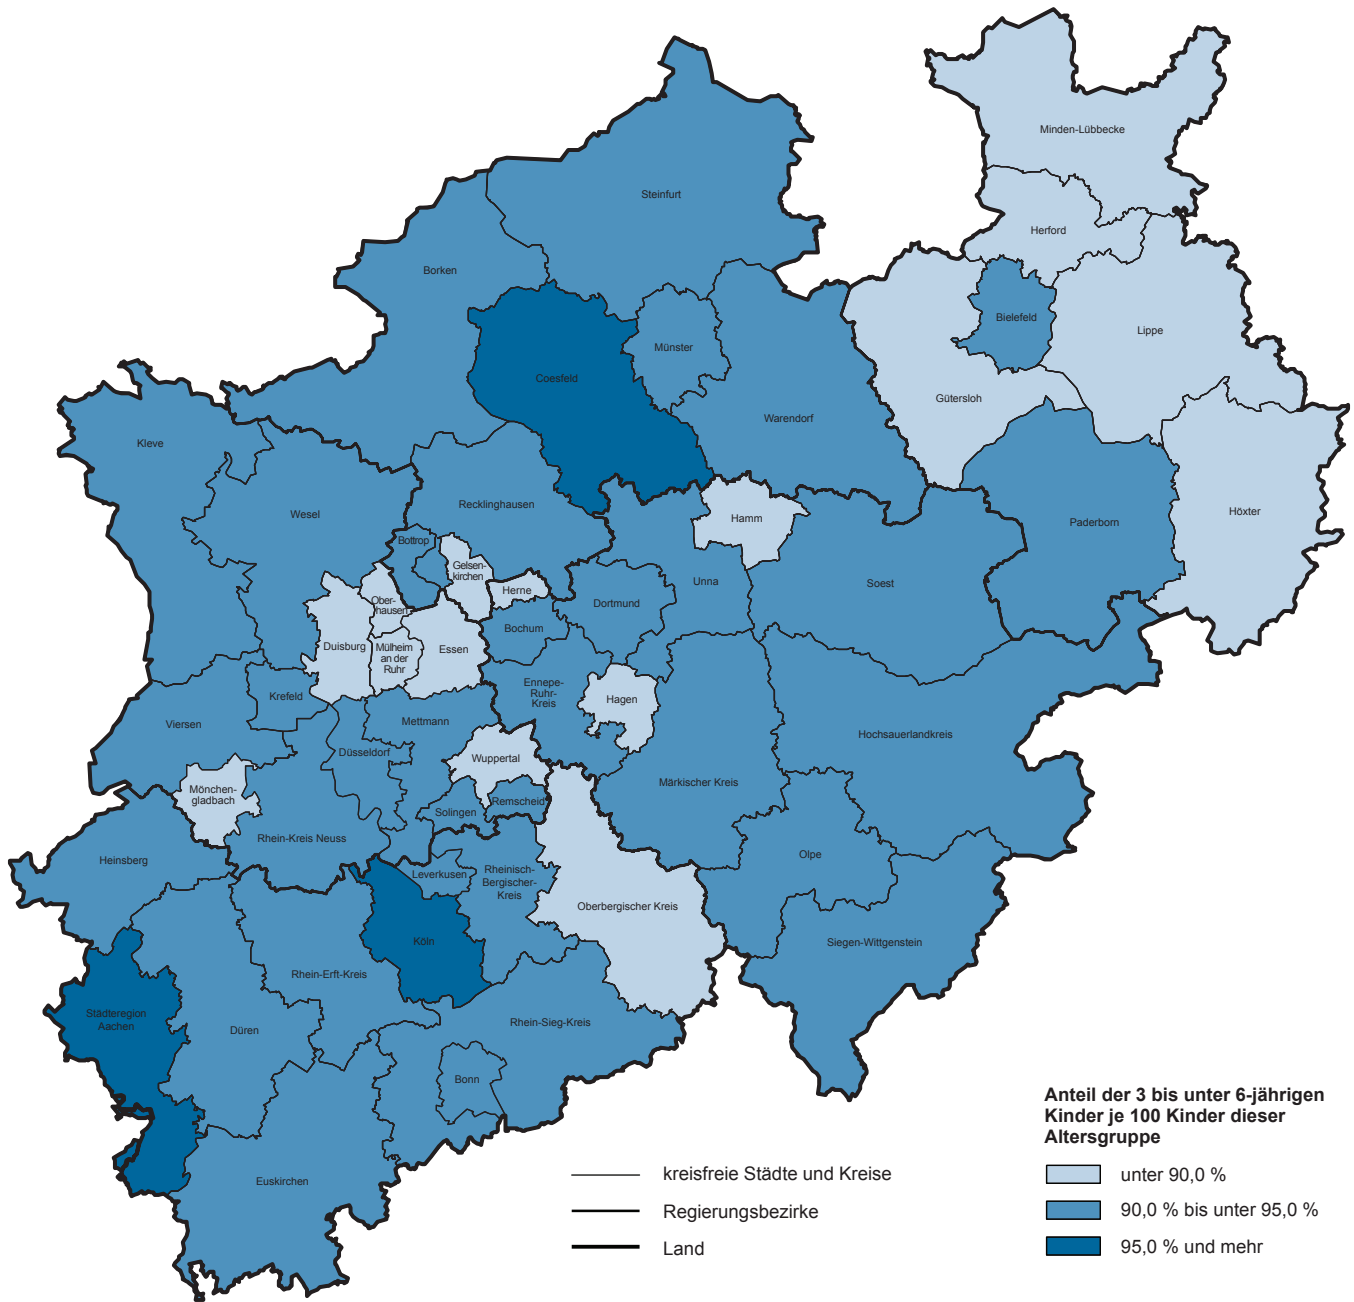 Minden-Lübbecke
Steinfurt
Herford
Borken
Bielefeld
Lippe
Münster
Coesfeld
Gütersloh
Warendorf
Kleve
Recklinghausen
Wesel
Hamm
Paderborn
Höxter
Bottrop
Gelsen-
kirchen
Unna
Soest
Herne
Ober-
hausen
Dortmund
Bochum
Duisburg
Mülheim
an der
Ruhr
Essen
Ennepe-
Ruhr-
Kreis
Krefeld
Hagen
Viersen
Mettmann
Hochsauerlandkreis
Düsseldorf
Wuppertal
Märkischer Kreis
Mönchen-
gladbach
Solingen
Remscheid
Rhein-Kreis Neuss
Heinsberg
Olpe
Leverkusen
Rheinisch-
Bergischer-
Kreis
Oberbergischer Kreis
Köln
Siegen-Wittgenstein
Rhein-Erft-Kreis
Städteregion
Aachen
Düren
Rhein-Sieg-Kreis
Bonn
Euskirchen
kreisfreie Städte und Kreise
Regierungsbezirke
Land
Anteil der 3 bis unter 6-jährigen
Kinder je 100 Kinder dieser
Altersgruppe
unter 90,0 %
90,0 % bis unter 95,0 %
95,0 % und mehr